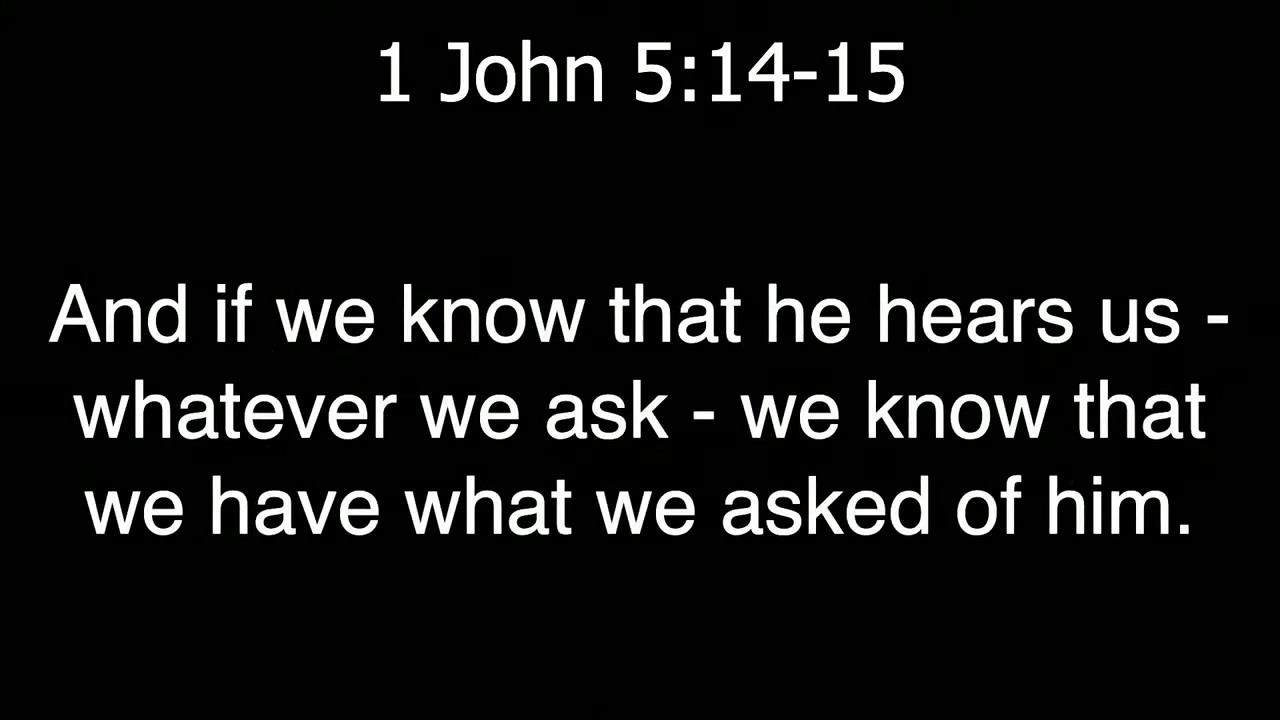 1 John 5:14-15
And if we know that he hears us -
whatever we ask - we know that
we have what we asked of him.